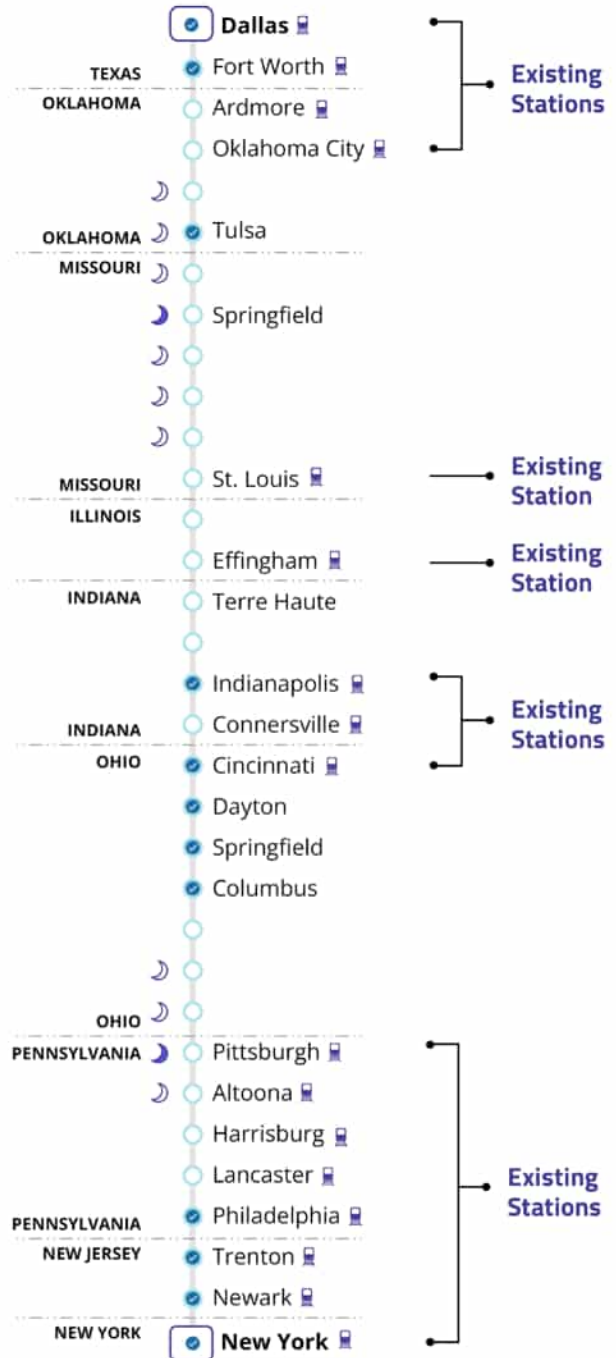 Dallas
Fort Worth
TEXAS
OKLAHOMA
Ardmore
Existing
Stations
Oklahoma City
Tulsa
OKLAHOMA
MISSOURI
Springfield
St. Louis
MISSOURI
Existing
Station
ILLINOIS
Effingham
Existing
Station
INDIANA
Terre Haute
Indianapolis
Connersville
Existing
Stations
INDIANA
OHIO
Cincinnati
Dayton
Springfield
Columbus
OHIO
PENNSYLVANIA
Pittsburgh
Altoona
Harrisburg
Lancaster
Existing
Stations
Philadelphia
PENNSYLVANIA
NEW JERSEY
Trenton
Newark
NEW YORK
New York